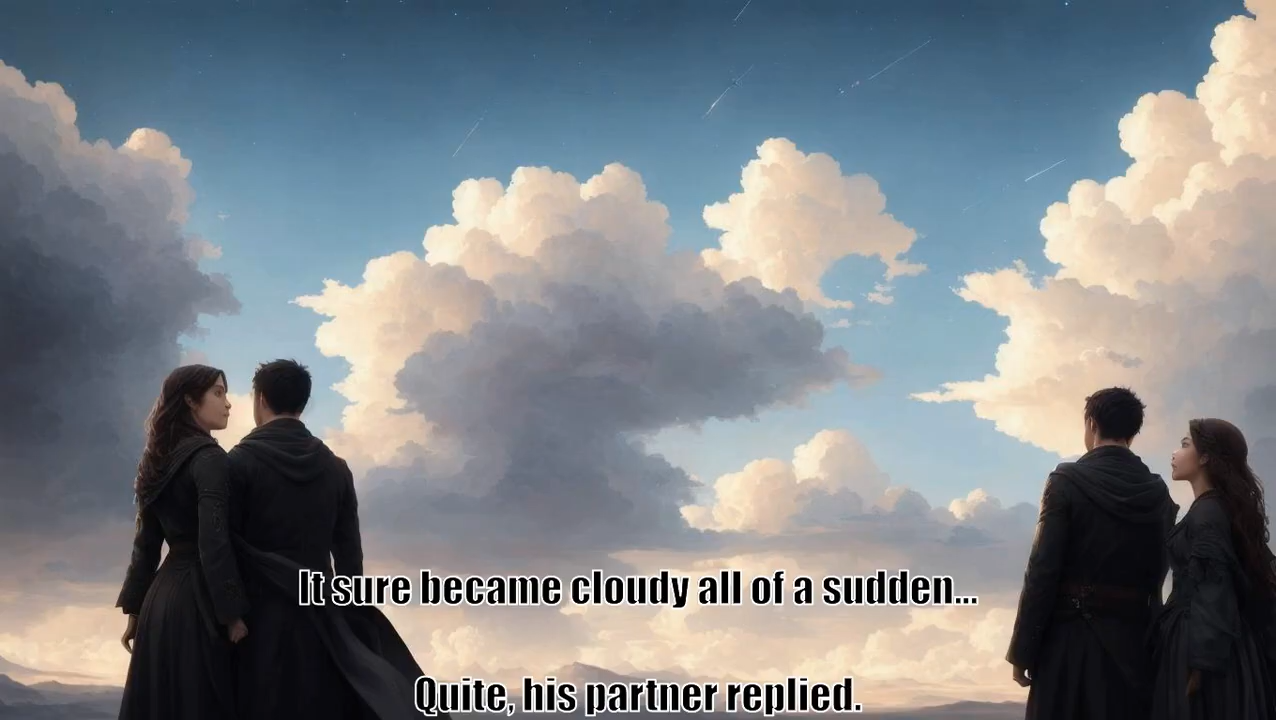 It sure became cloudy all of a sudden...
Quite, his partner replied.